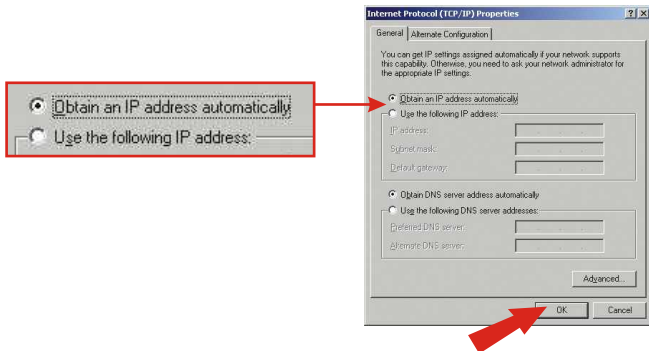 Obtain an IP address automatically
Use the following IP address:
Internet Protocol (TCP/IP) Properties
General
Alternate Configuration
You can get IP settings assigned automatically if your network supports
this capability. Otherwise, you need to ask your network administrator for
the appropriate IP settings.
Obtain an IP address automatically
Use the following IP address:
IP address:
Subnet mask:
Default gateway:
Obtain DNS server address automatically
Use the following DNS server addresses:
Preferred DNS server:
Alternate DNS server:
Advanced...
OK
Cancel